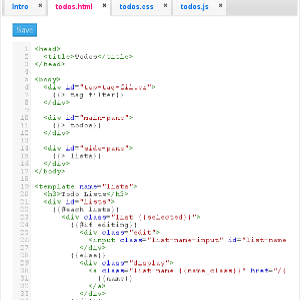 Intro × todos.html × todos.css × todos.js ×
Save
1 <head>
2 <title>Todos</title>
3 </head>
4
5 <body>
6 <div id="top-tag-filter">
7 {{> tag_filter}}
8 </div>
9
10 <div id="main-pane">
11 {{> todos}}
12 </div>
13
14 <div id="side-pane">
15 {{> lists}}
16 </div>
17 </body>
18
19 <template name="lists">
20 <h3>Todo Lists</h3>
21 <div id="lists">
22 {{#each lists}}
23 <div class="list {{selected}}">
24 {{#if editing}}
25 <div class="edit">
26 <input class="list-name-input" id="list-name
27 </div>
28 {{else}}
29 <div class="display">
30 <a class="list-name {{name_class}}" href="/{
31 {{name}}
32 </a>
33 </div>